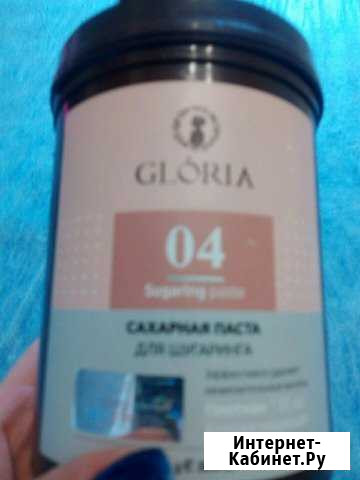 GLORIA
04
Sugaring paste
САХАРНАЯ ПАСТА
ДЛЯ ШУГАРИНГА
Интернет-
Кабинет.Ру